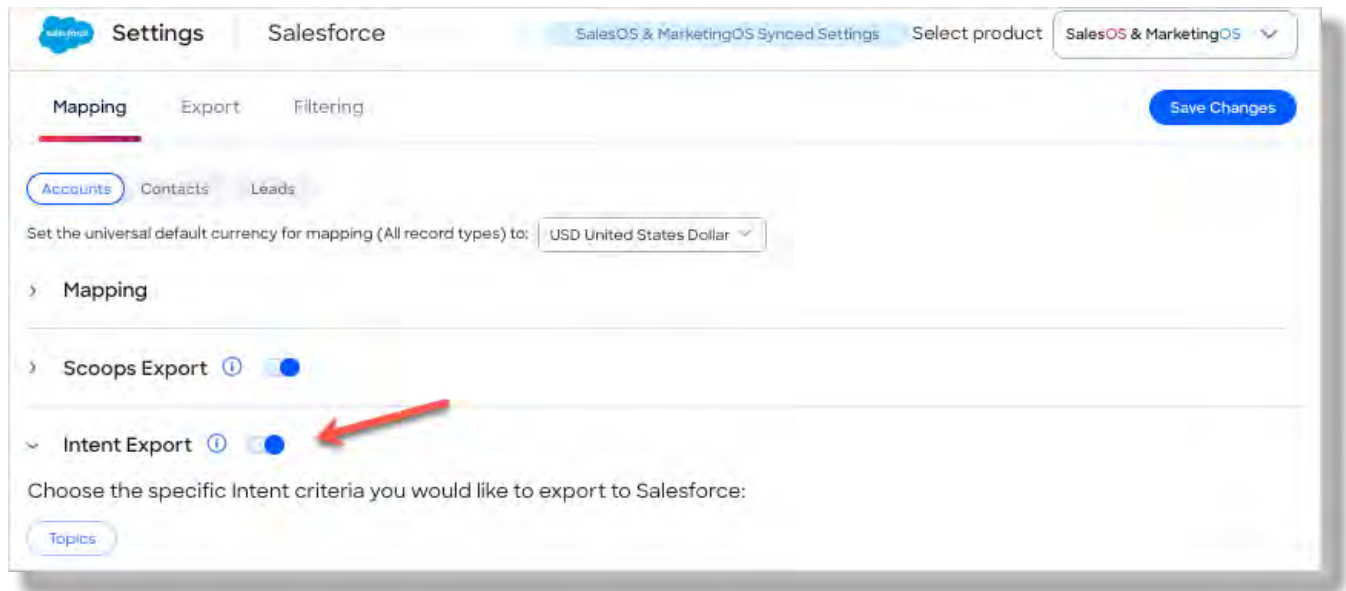 salesforce Settings Salesforce SalesOS & MarketingOS Synced Settings Select product SalesOS & MarketingOS
Mapping Export Filtering Save Changes
Accounts Contacts Leads
Set the universal default currency for mapping (All record types) to: USD United States Dollar
Mapping
Scoops Export
Intent Export
Choose the specific Intent criteria you would like to export to Salesforce:
Topics